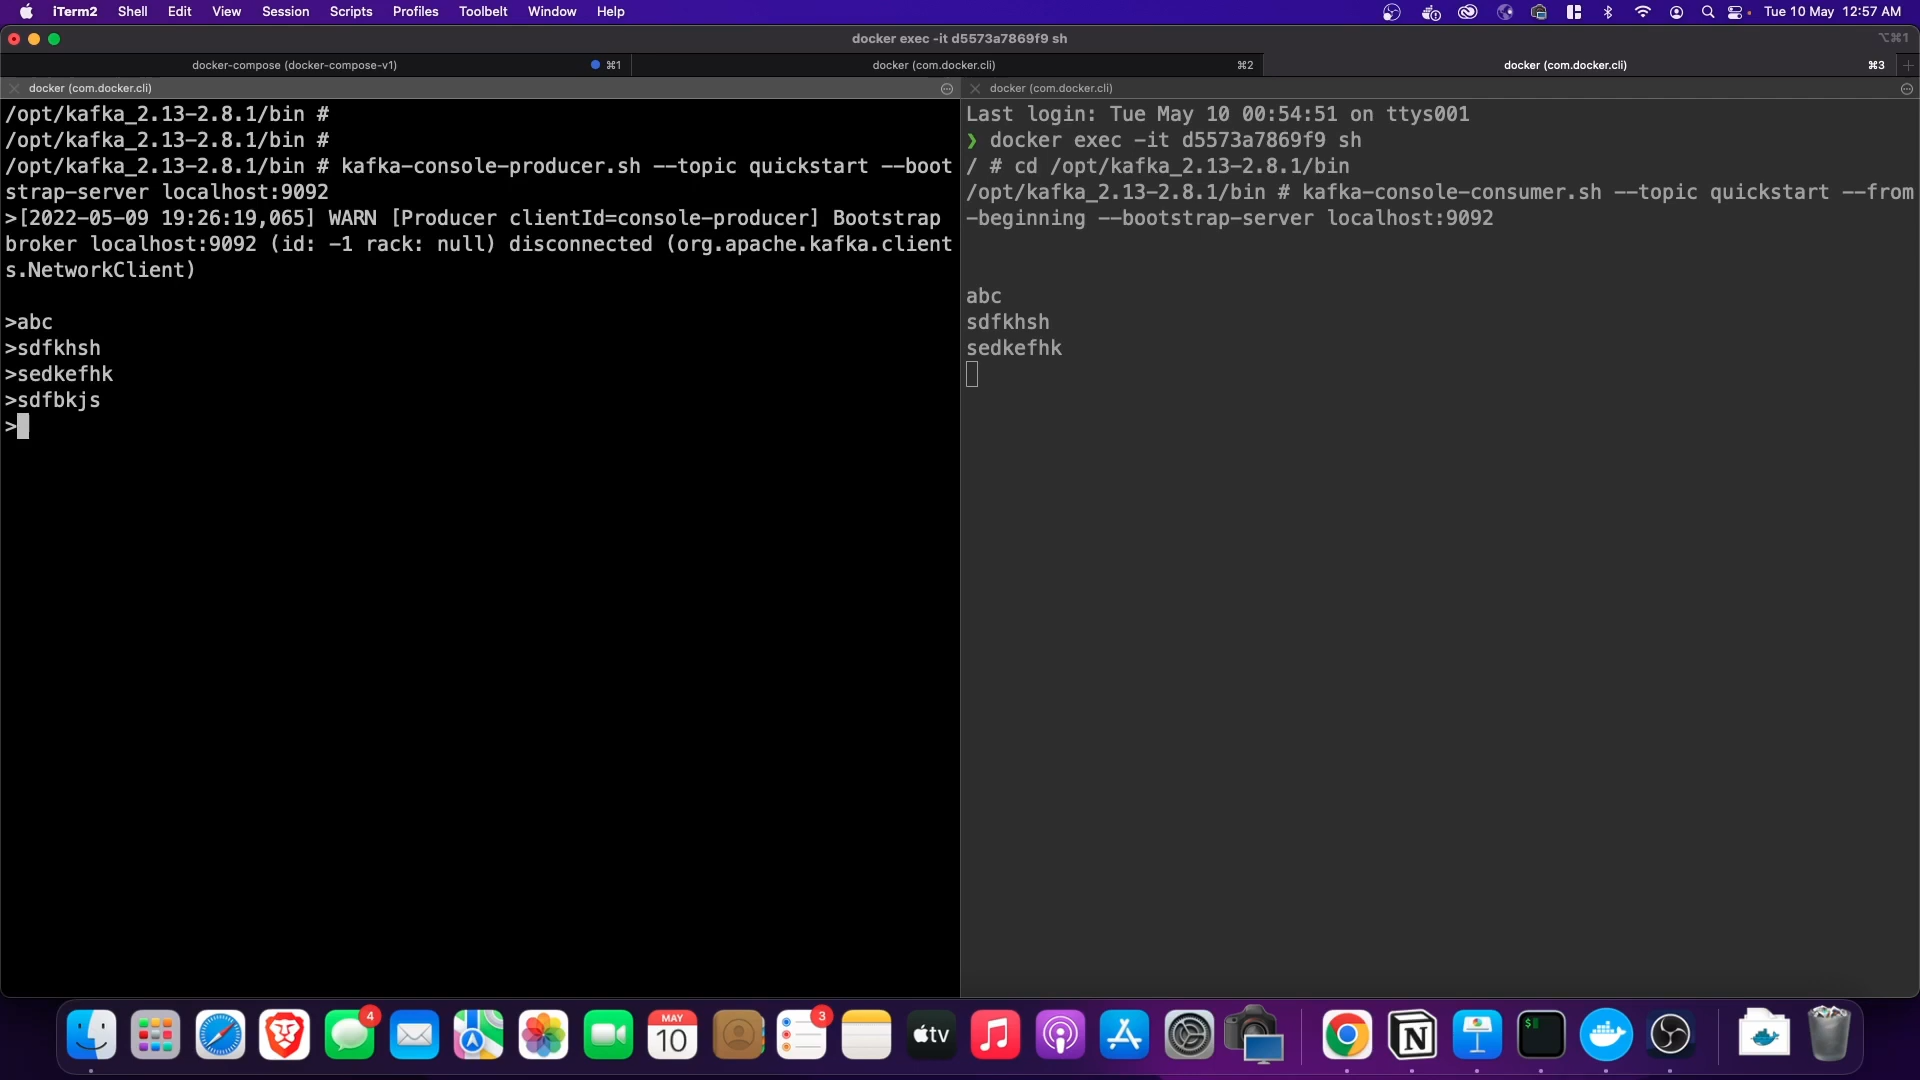 iTerm2 Shell Edit View Session Scripts Profiles Toolbelt Window Help Tue 10 May 12:57 AM
docker exec -it d5573a7869f9 sh ⌥⌘1
docker-compose (docker-compose-v1) ⌘1 docker (com.docker.cli) ⌘2 docker (com.docker.cli) ⌘3
docker (com.docker.cli)
/opt/kafka_2.13-2.8.1/bin #
/opt/kafka_2.13-2.8.1/bin #
/opt/kafka_2.13-2.8.1/bin # kafka-console-producer.sh --topic quickstart --boot
strap-server localhost:9092
>[2022-05-09 19:26:19,065] WARN [Producer clientId=console-producer] Bootstrap
broker localhost:9092 (id: -1 rack: null) disconnected (org.apache.kafka.client
s.NetworkClient)
>abc
>sdfkhsh
>sedkefhk
>sdfbkjs
>
docker (com.docker.cli)
Last login: Tue May 10 00:54:51 on ttys001
❯ docker exec -it d5573a7869f9 sh
/ # cd /opt/kafka_2.13-2.8.1/bin
/opt/kafka_2.13-2.8.1/bin # kafka-console-consumer.sh --topic quickstart --from
-beginning --bootstrap-server localhost:9092
abc
sdfkhsh
sedkefhk
4
MAY
10
3
tv
$